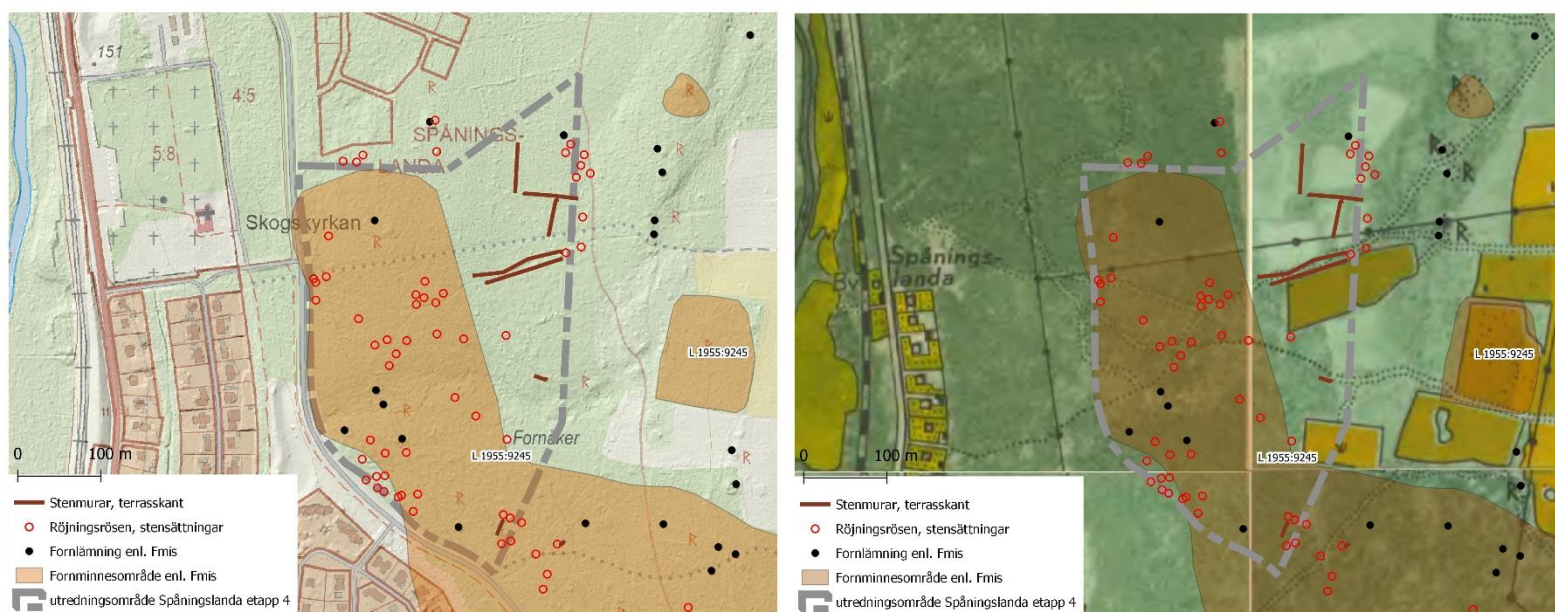 151
4:5
SPÅNINGS-
LANDA
5:8
Skogskyrkan
L 1955:9245
11
Fornåker
L 1955:9245
0 100 m
Stenmurar, terrasskant
Röjningsrösen, stensättningar
Fornlämning enl. Fmis
Fornminnesområde enl. Fmis
utredningsområde Spåningslanda etapp 4
Spånings-
landa
L 1955:9245
L 1955:9245
0 100 m
Stenmurar, terrasskant
Röjningsrösen, stensättningar
Fornlämning enl. Fmis
Fornminnesområde enl. Fmis
utredningsområde Spåningslanda etapp 4